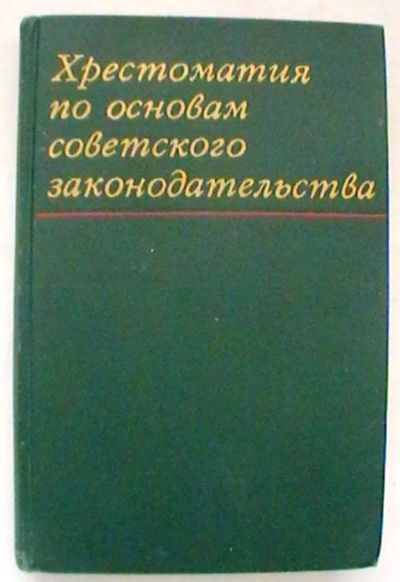 Хрестоматия
по основам
советского
законодательства